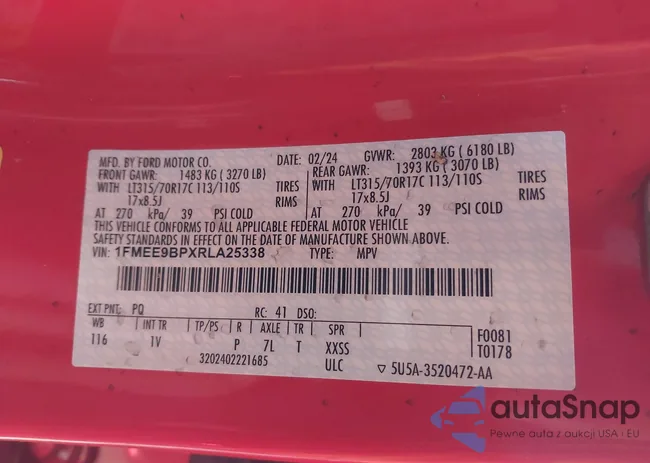 MFD. BY FORD MOTOR CO. DATE: 02/24 GVWR: 2803 KG ( 6180 LB)
FRONT GAWR: 1483 KG ( 3270 LB) REAR GAWR: 1393 KG ( 3070 LB)
WITH LT315/70R17C 113/110S TIRES WITH LT315/70R17C 113/110S TIRES
17x8.5J RIMS 17x8.5J RIMS
AT 270 kPa/ 39 PSI COLD AT 270 kPa/ 39 PSI COLD
THIS VEHICLE CONFORMS TO ALL APPLICABLE FEDERAL MOTOR VEHICLE
SAFETY STANDARDS IN EFFECT ON THE DATE OF MANUFACTURE SHOWN ABOVE.
VIN: 1FMEE9BPXRLA25338 TYPE: MPV
EXT PNT: PQ RC: 41 DSO:
WB INT TR TP/PS R AXLE TR SPR F0081
116 1V P 7L T XXSS T0178
3202402221685 ULC ▽ 5U5A-3520472-AA
autaSnap
Pewne auta z aukcji USA i EU